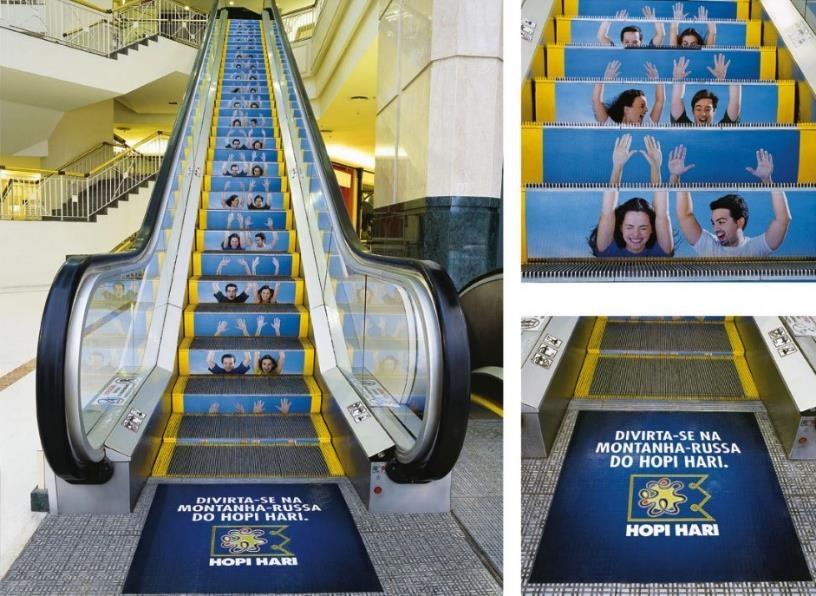 DIVIRTA-SE NA
MONTANHA-RUSSA
DO HOPI HARI.
HOPI HARI
DIVIRTA-SE NA
MONTANHA-RUSSA
DO HOPI HARI.
HOPI HARI